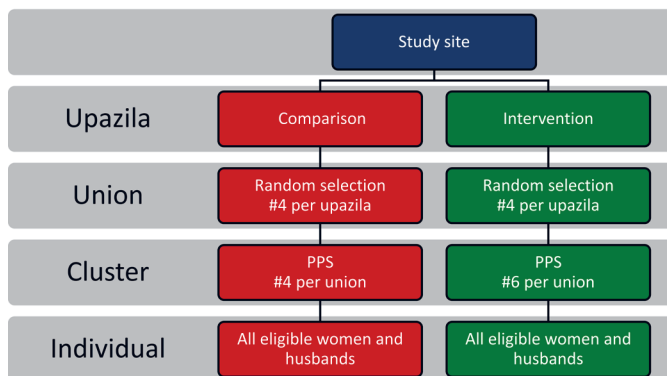 Study site
Upazila
Comparison
Intervention
Union
Random selection
#4 per upazila
Random selection
#4 per upazila
Cluster
PPS
#4 per union
PPS
#6 per union
Individual
All eligible women and
husbands
All eligible women and
husbands